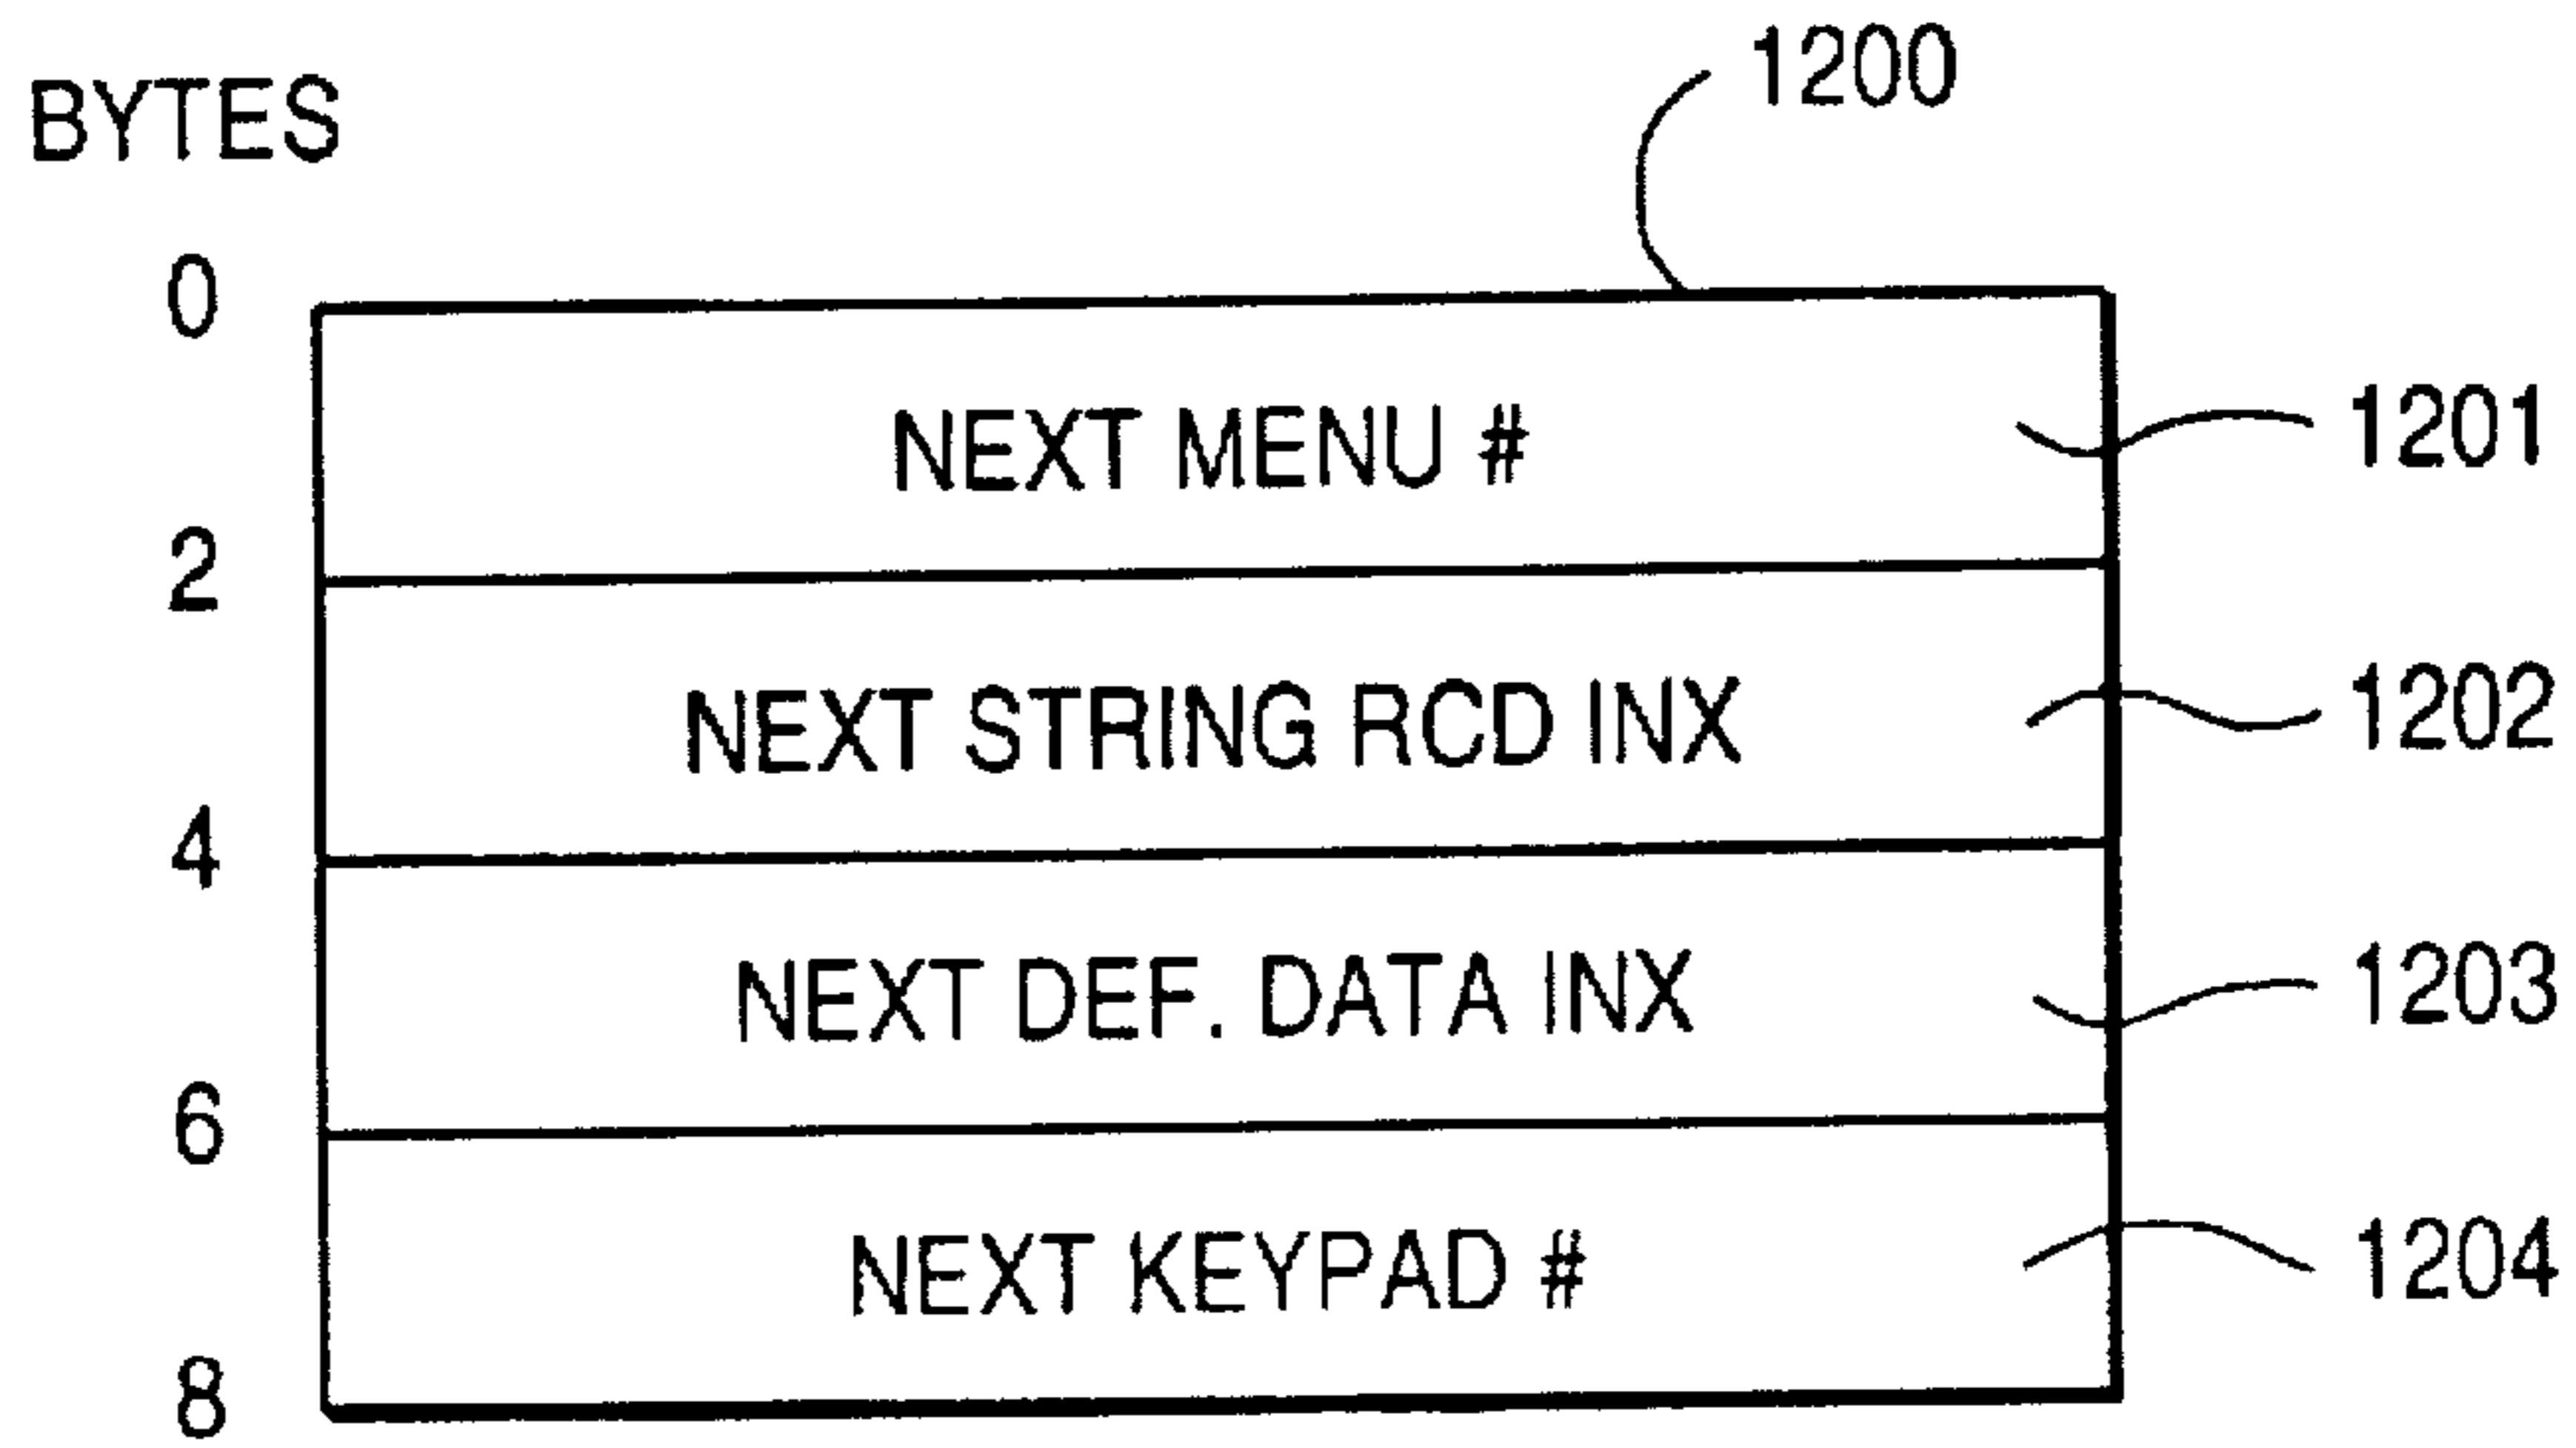 1200
BYTES
0
NEXT MENU #
1201
2
NEXT STRING RCD INX
1202
4
NEXT DEF. DATA INX
1203
6
NEXT KEYPAD #
1204
8